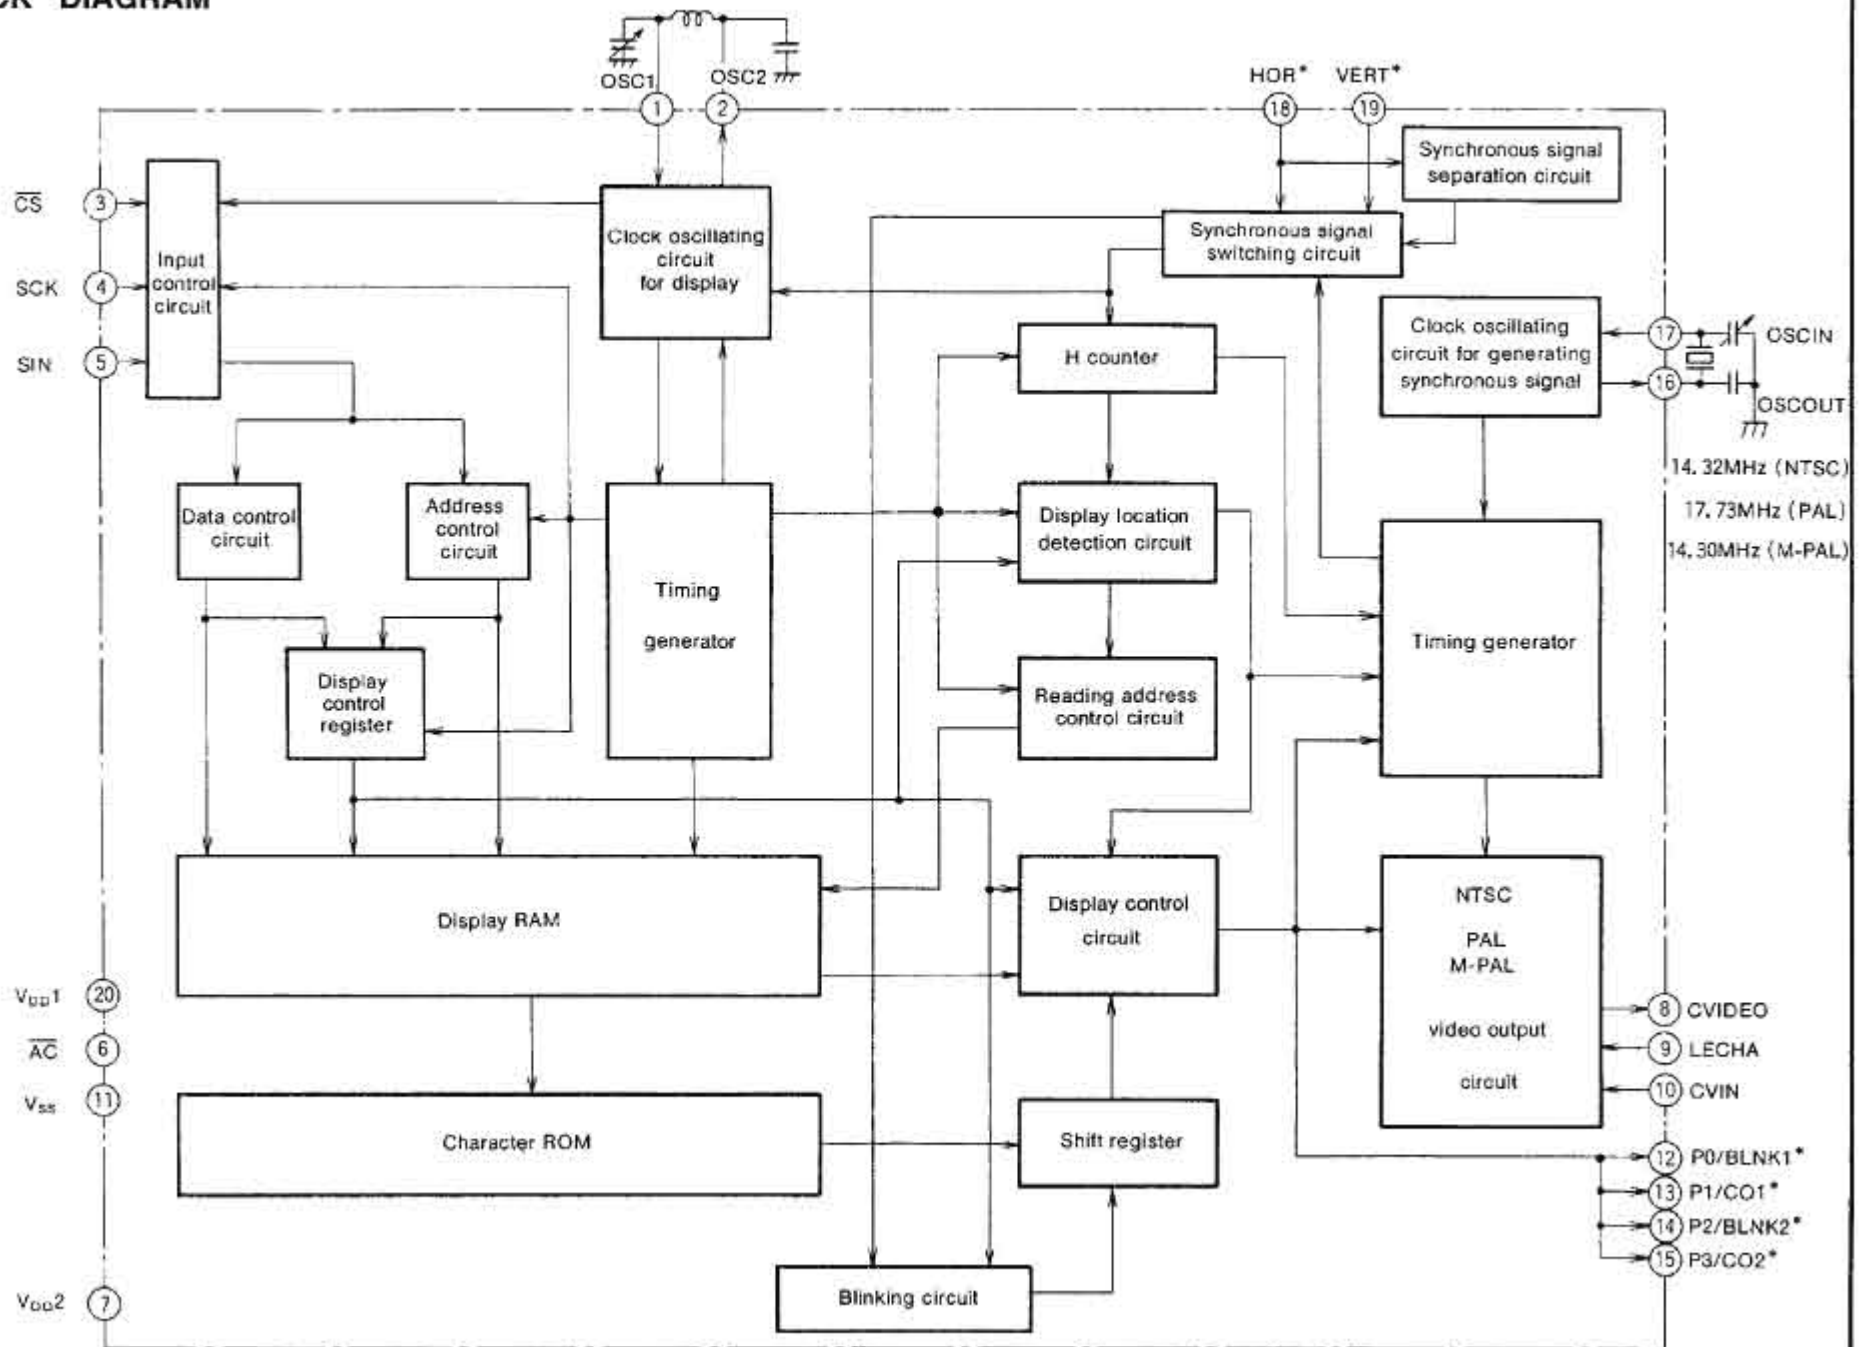 DIAGRAM
OSC1
OSC2
HOR*
VERT*
1
2
18
19
Synchronous signal
separation circuit
CS
3
Clock oscillating
circuit
for display
Synchronous signal
switching circuit
Input
control
circuit
SCK
4
SIN
5
H counter
Clock oscillating
circuit for generating
synchronous signal
17
OSCIN
16
OSCOUT
14.32MHz (NTSC)
17.73MHz (PAL)
14.30MHz (M-PAL)
Data control
circuit
Address
control
circuit
Timing
generator
Display location
detection circuit
Timing generator
Display
control
register
Reading address
control circuit
Display RAM
Display control
circuit
NTSC
PAL
M-PAL
video output
circuit
VDD1
20
AC
6
VSS
11
8
CVIDEO
9
LECHA
10
CVIN
Character ROM
Shift register
12
P0/BLNK1*
13
P1/CO1*
14
P2/BLNK2*
15
P3/CO2*
Blinking circuit
VDD2
7